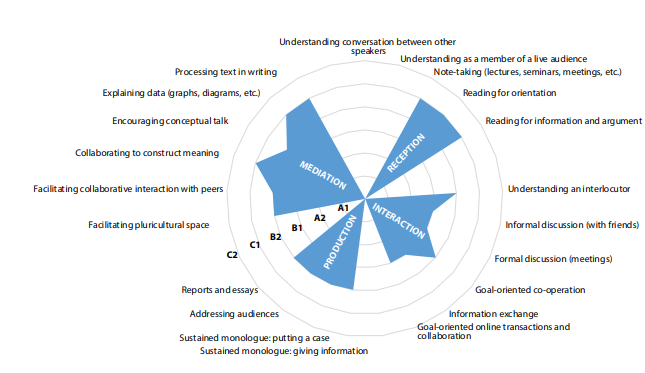 Understanding conversation between other
speakers
Understanding as a member of a live audience
Processing text in writing
Note-taking (lectures, seminars, meetings, etc.)
Explaining data (graphs, diagrams, etc.)
Reading for orientation
Encouraging conceptual talk
Reading for information and argument
Collaborating to construct meaning
RECEPTION
MEDIATION
Facilitating collaborative interaction with peers
Understanding an interlocutor
A1
A2
B1
B2
C1
C2
INTERACTION
PRODUCTION
Facilitating pluricultural space
Informal discussion (with friends)
Formal discussion (meetings)
Reports and essays
Goal-oriented co-operation
Addressing audiences
Information exchange
Goal-oriented online transactions and
collaboration
Sustained monologue: putting a case
Sustained monologue: giving information